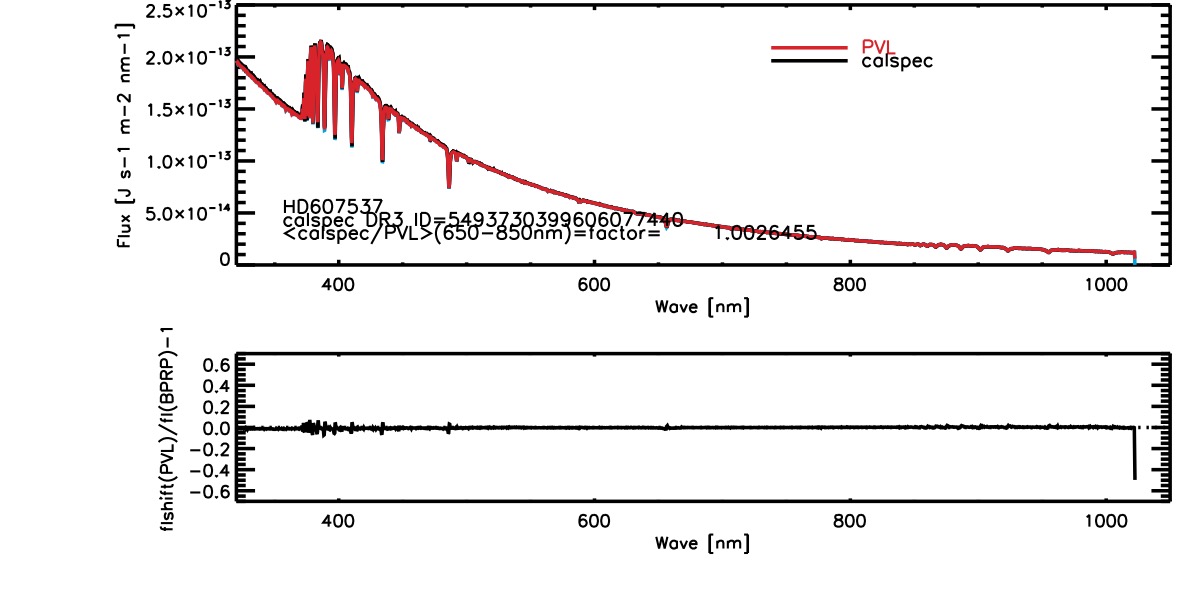 2.5×10−13
2.0×10−13
1.5×10−13
1.0×10−13
5.0×10−14
0
Flux [J s−1 m−2 nm−1]
PVL
calspec
HD607537
calspec DR3 ID=5493730399606077440
<calspec/PVL>(650−850nm)=factor= 1.0026455
400 600 800 1000
Wave [nm]
0.6
0.4
0.2
0.0
−0.2
−0.4
−0.6
flshift(PVL)/fl(BPRP)−1
400 600 800 1000
Wave [nm]